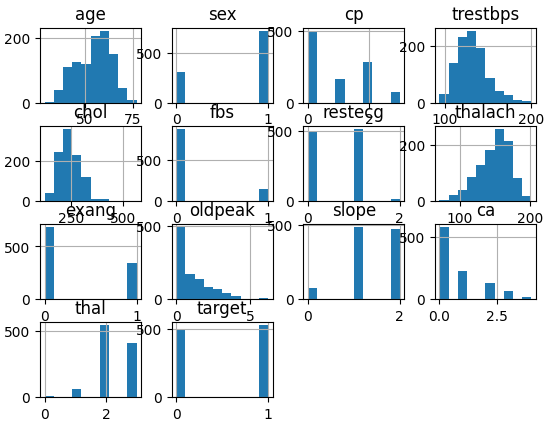 age sex cp trestbps
200 500 500 200
0 0 0 0
50 75 0 1 0 2 100 150 200
chol fbs restecg thalach
200 500 500 200
0 0 0 0
250 500 0 1 0 2 100 200
exang oldpeak slope ca
500 500 500 500
0 0 0 0
0 1 0 5 0 2 0.0 2.5
thal target
500 500
0 0
0 2 0 1